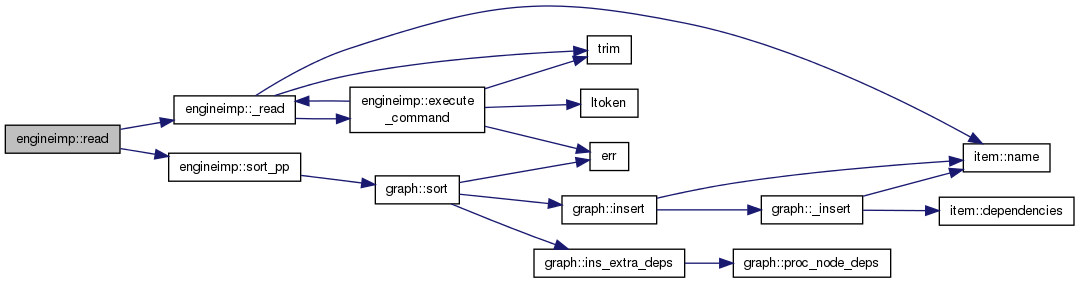 engineimp::read
engineimp::_read
engineimp::sort_pp
engineimp::execute
_command
graph::sort
trim
ltoken
err
graph::insert
graph::ins_extra_deps
graph::_insert
graph::proc_node_deps
item::name
item::dependencies